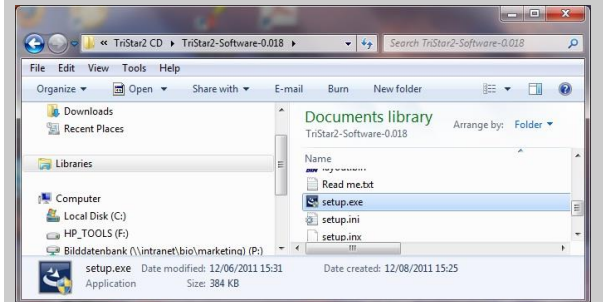 « TriStar2 CD ▸ TriStar2-Software-0.018 ▸ Search TriStar2-Software-0.018
File Edit View Tools Help
Organize Open Share with E-mail Burn New folder
Downloads
Recent Places
Libraries
Computer
Local Disk (C:)
HP_TOOLS (F:)
Bilddatenbank (\\intranet\bio\marketing) (P:)
Documents library
TriStar2-Software-0.018
Arrange by: Folder
Name
Read me.txt
setup.exe
setup.ini
setup.inx
setup.exe Date modified: 12/06/2011 15:31 Date created: 12/08/2011 15:25
Application Size: 384 KB